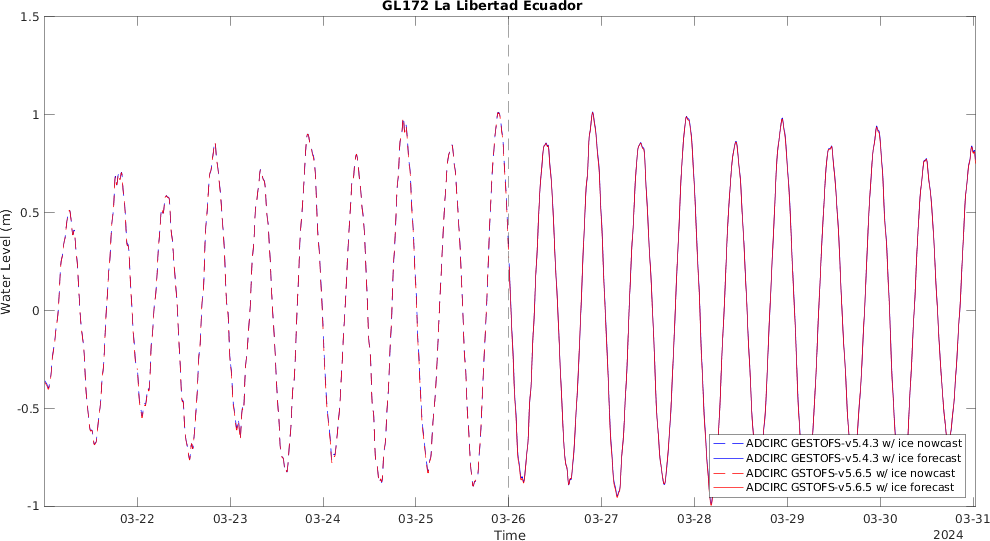 GL172 La Libertad Ecuador
1.5
1
0.5
0
-0.5
-1
Water Level (m)
ADCIRC GESTOFS-v5.4.3 w/ ice nowcast
ADCIRC GESTOFS-v5.4.3 w/ ice forecast
ADCIRC GSTOFS-v5.6.5 w/ ice nowcast
ADCIRC GSTOFS-v5.6.5 w/ ice forecast
03-22 03-23 03-24 03-25 03-26 03-27 03-28 03-29 03-30 03-31
Time
2024